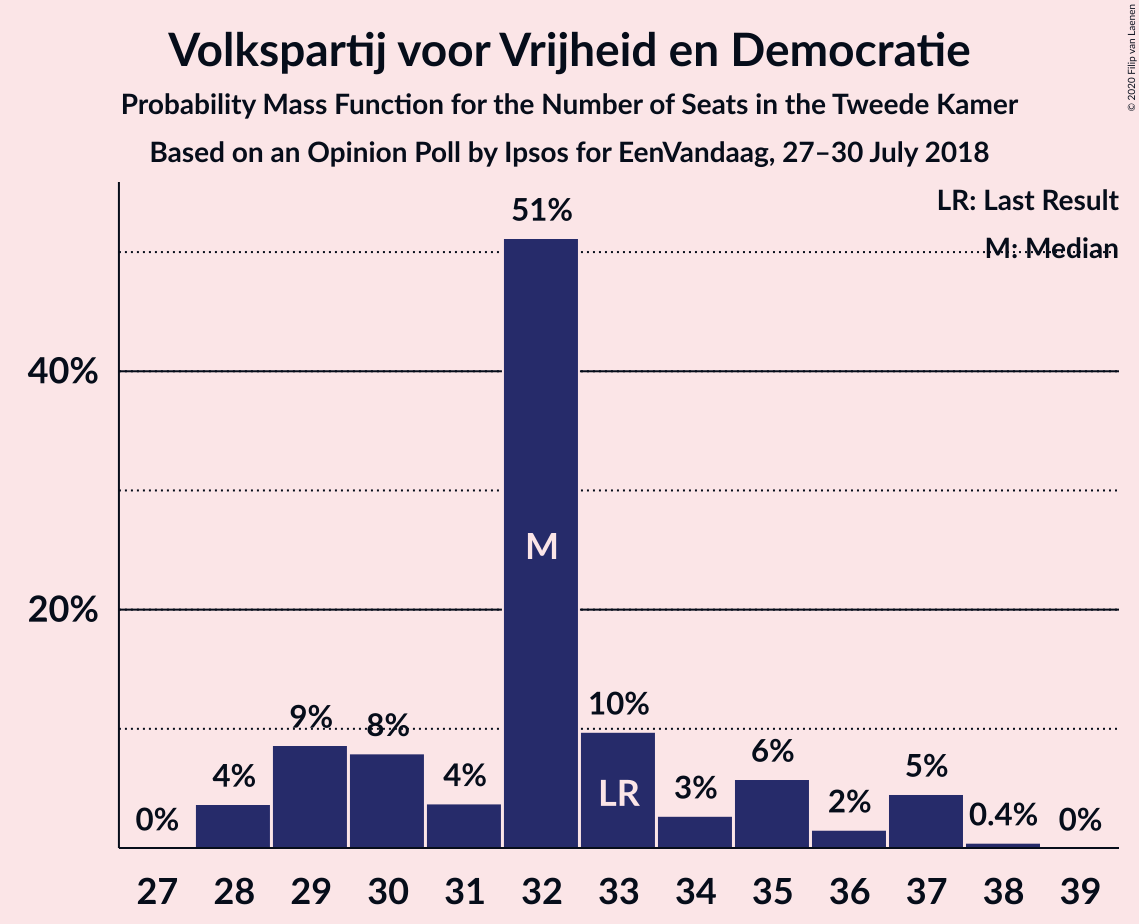 Volkspartij voor Vrijheid en Democratie
Probability Mass Function for the Number of Seats in the Tweede Kamer
Based on an Opinion Poll by Ipsos for EenVandaag, 27–30 July 2018
© 2020 Filip van Laenen
LR: Last Result
M: Median
40%
20%
0%
4%
9%
8%
4%
51%
10%
3%
6%
2%
5%
0.4%
0%
M
LR
27 28 29 30 31 32 33 34 35 36 37 38 39